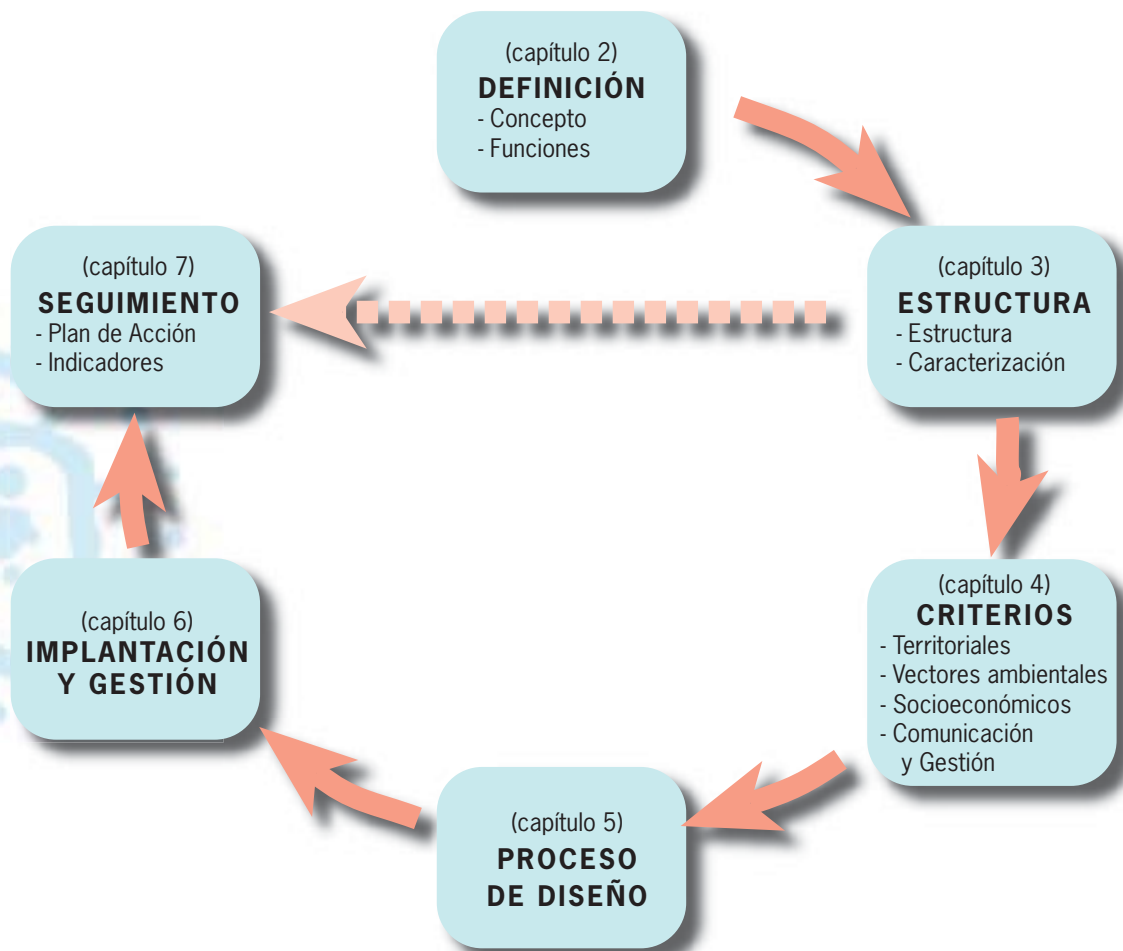 (capítulo 2)
DEFINICIÓN
- Concepto
- Funciones
(capítulo 3)
ESTRUCTURA
- Estructura
- Caracterización
(capítulo 4)
CRITERIOS
- Territoriales
- Vectores ambientales
- Socioeconómicos
- Comunicación
y Gestión
(capítulo 5)
PROCESO
DE DISEÑO
(capítulo 6)
IMPLANTACIÓN
Y GESTIÓN
(capítulo 7)
SEGUIMIENTO
- Plan de Acción
- Indicadores